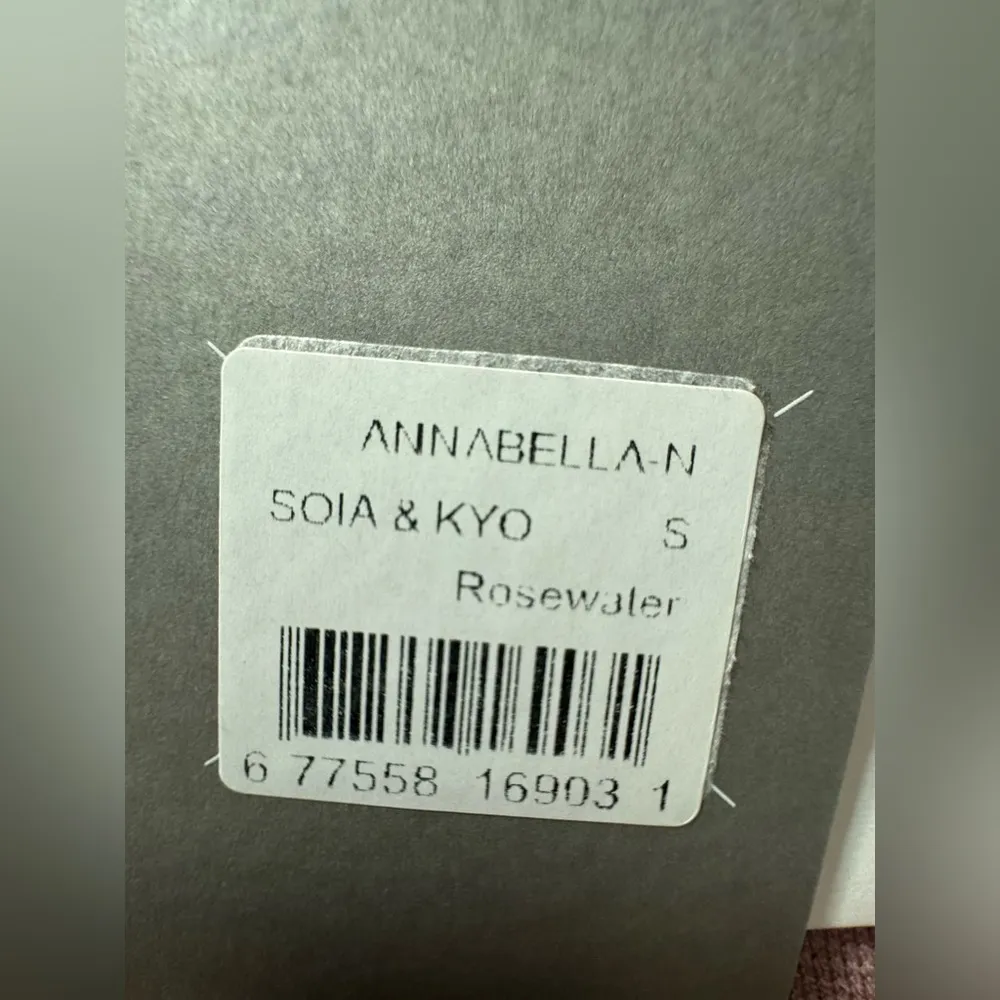 ANNABELLA-N
SOIA & KYO S
Rosewater
6 77558 16903 1